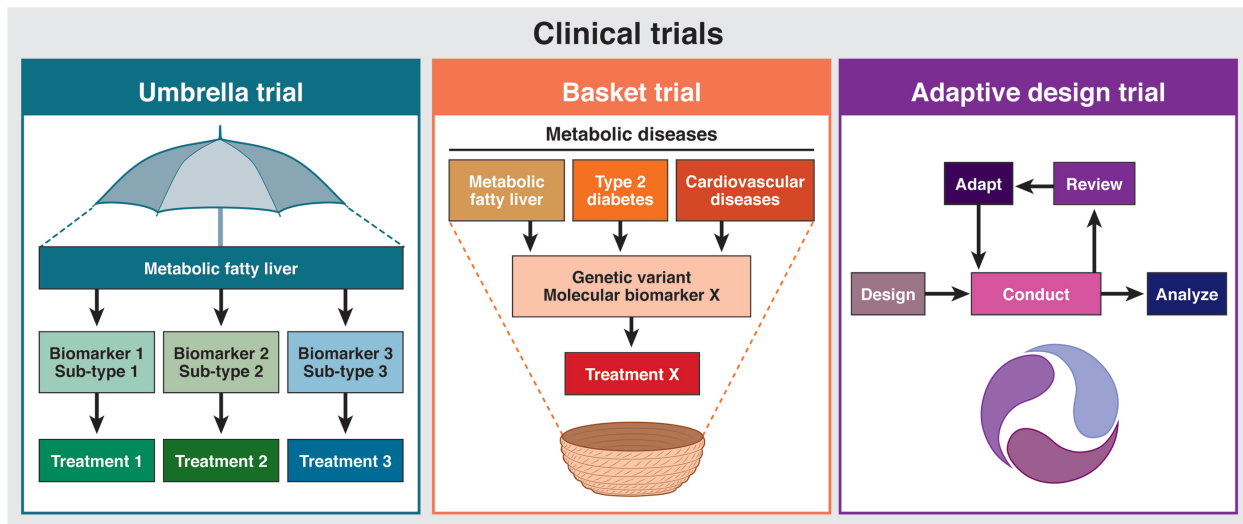 Clinical trials
Umbrella trial
Metabolic fatty liver
Biomarker 1
Sub-type 1
Biomarker 2
Sub-type 2
Biomarker 3
Sub-type 3
Treatment 1
Treatment 2
Treatment 3
Basket trial
Metabolic diseases
Metabolic
fatty liver
Type 2
diabetes
Cardiovascular
diseases
Genetic variant
Molecular biomarker X
Treatment X
Adaptive design trial
Adapt
Review
Design
Conduct
Analyze